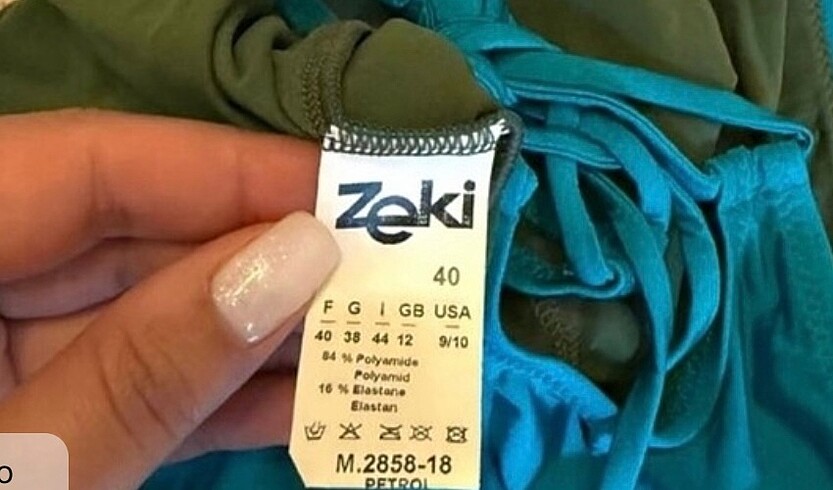 Zeki
40
F G I GB USA
40 38 44 12 9/10
84 % Polyamide
Polyamid
16 % Elastane
Elastan
M.2858-18
PETROL
o